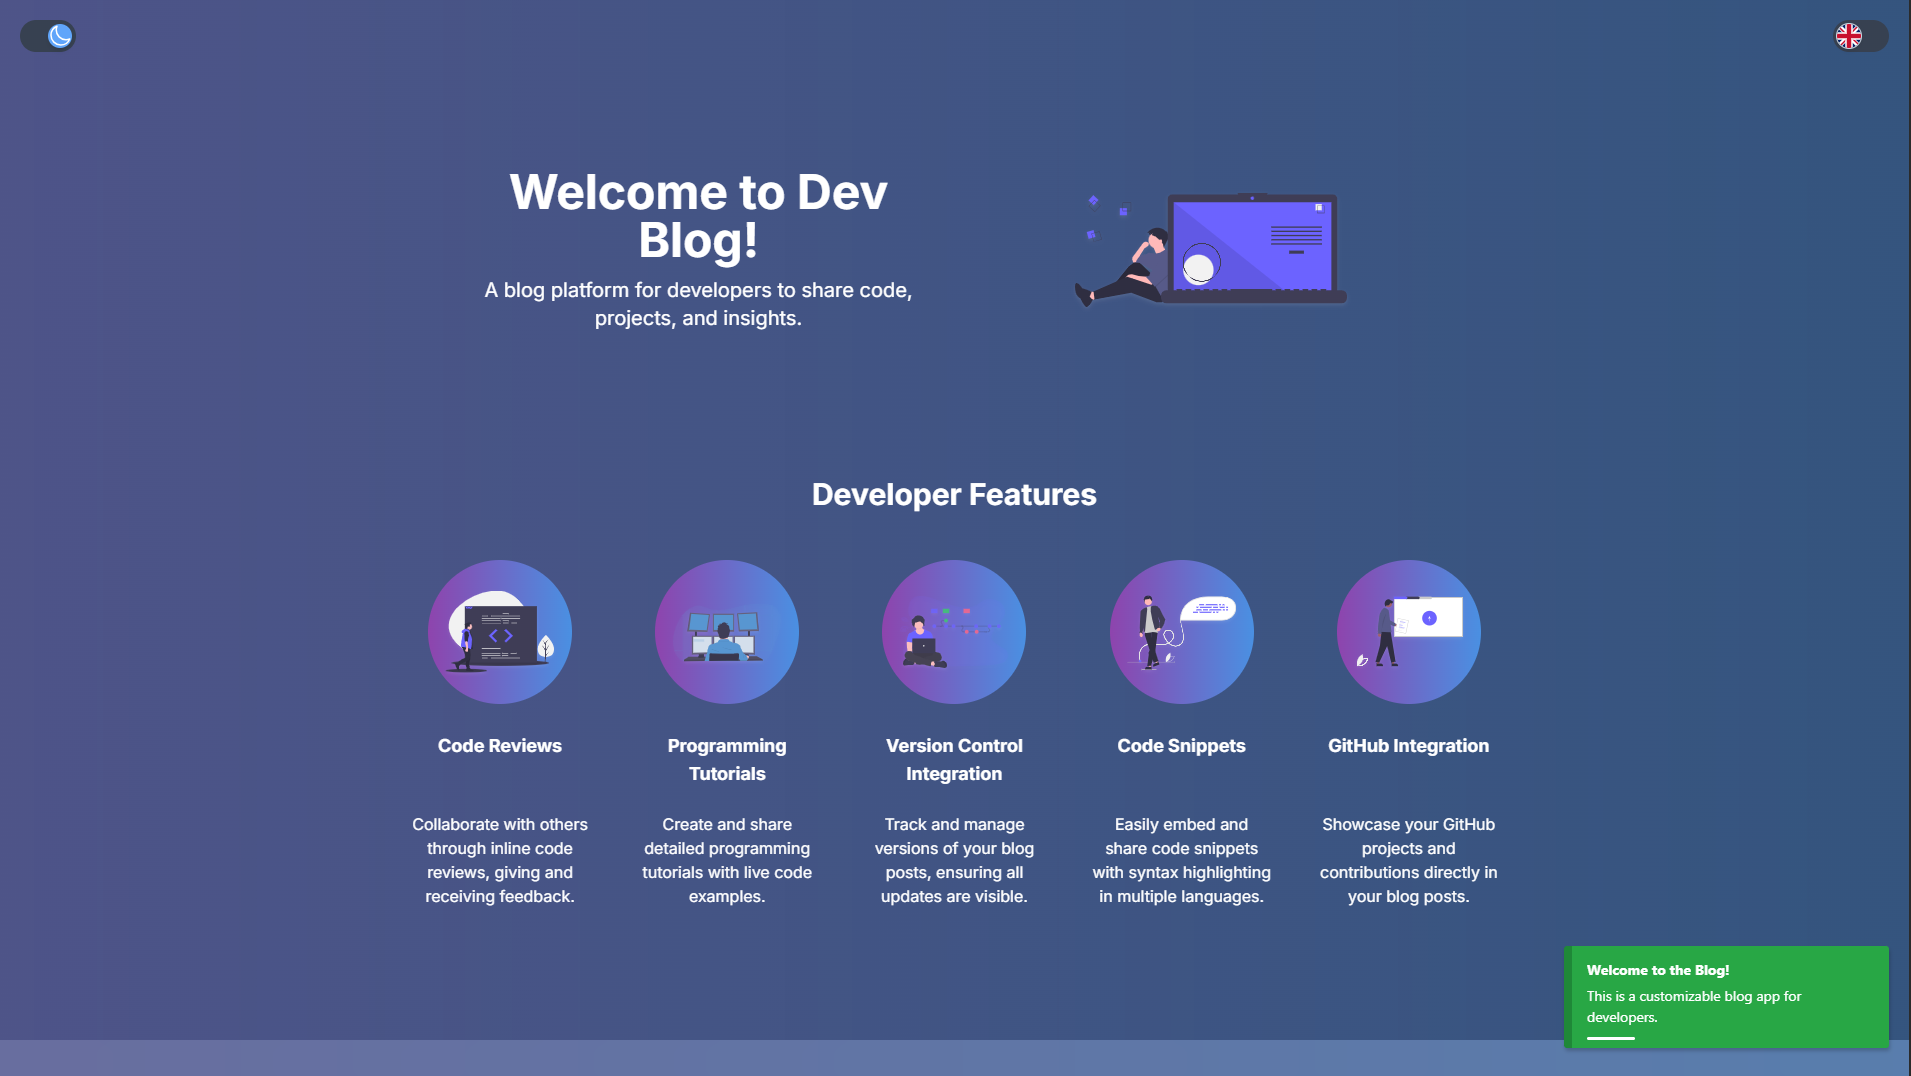 Welcome to Dev
Blog!
A blog platform for developers to share code,
projects, and insights.
Developer Features
Code Reviews
Collaborate with others
through inline code
reviews, giving and
receiving feedback.
Programming
Tutorials
Create and share
detailed programming
tutorials with live code
examples.
Version Control
Integration
Track and manage
versions of your blog
posts, ensuring all
updates are visible.
Code Snippets
Easily embed and
share code snippets
with syntax highlighting
in multiple languages.
GitHub Integration
Showcase your GitHub
projects and
contributions directly in
your blog posts.
Welcome to the Blog!
This is a customizable blog app for
developers.